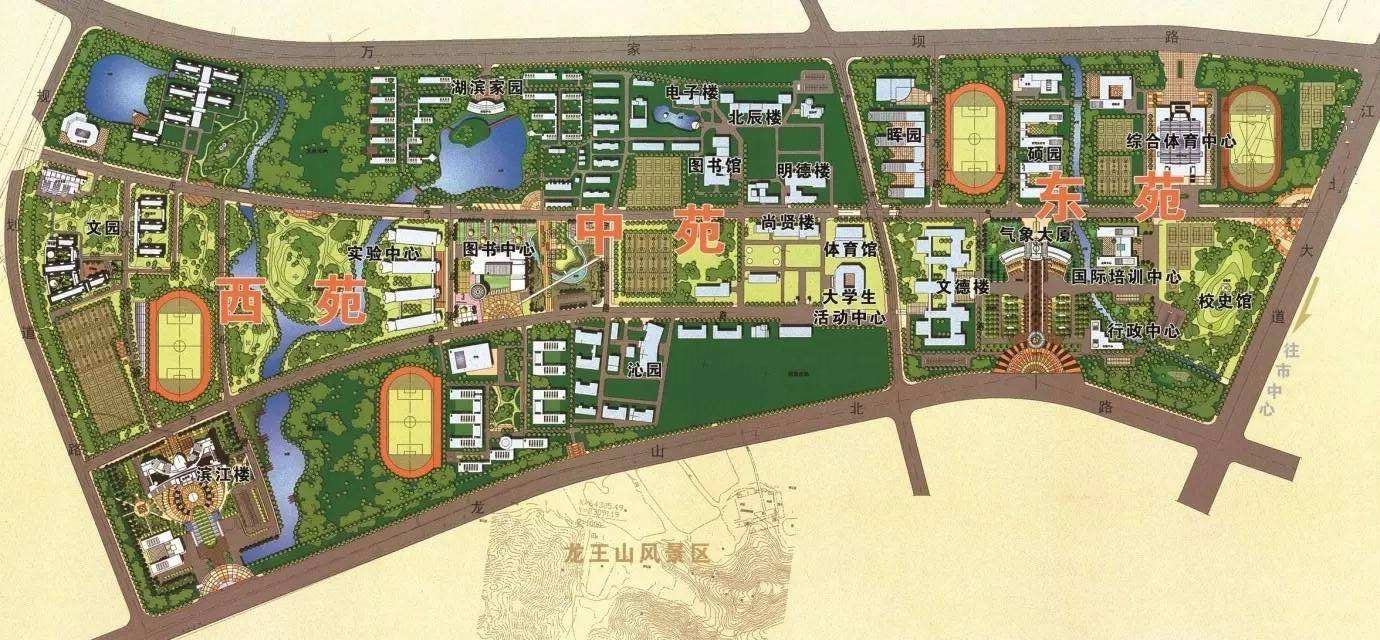 万家坝路
规划道路
江北大道
龙山北路
往市中心
湖滨家园
电子楼
北辰楼
图书馆
明德楼
晖园
硕园
综合体育中心
东苑
文园
实验中心
图书中心
中苑
尚贤楼
体育馆
大学生
活动中心
气象大厦
国际培训中心
文德楼
校史馆
行政中心
西苑
沁园
滨江楼
龙王山风景区